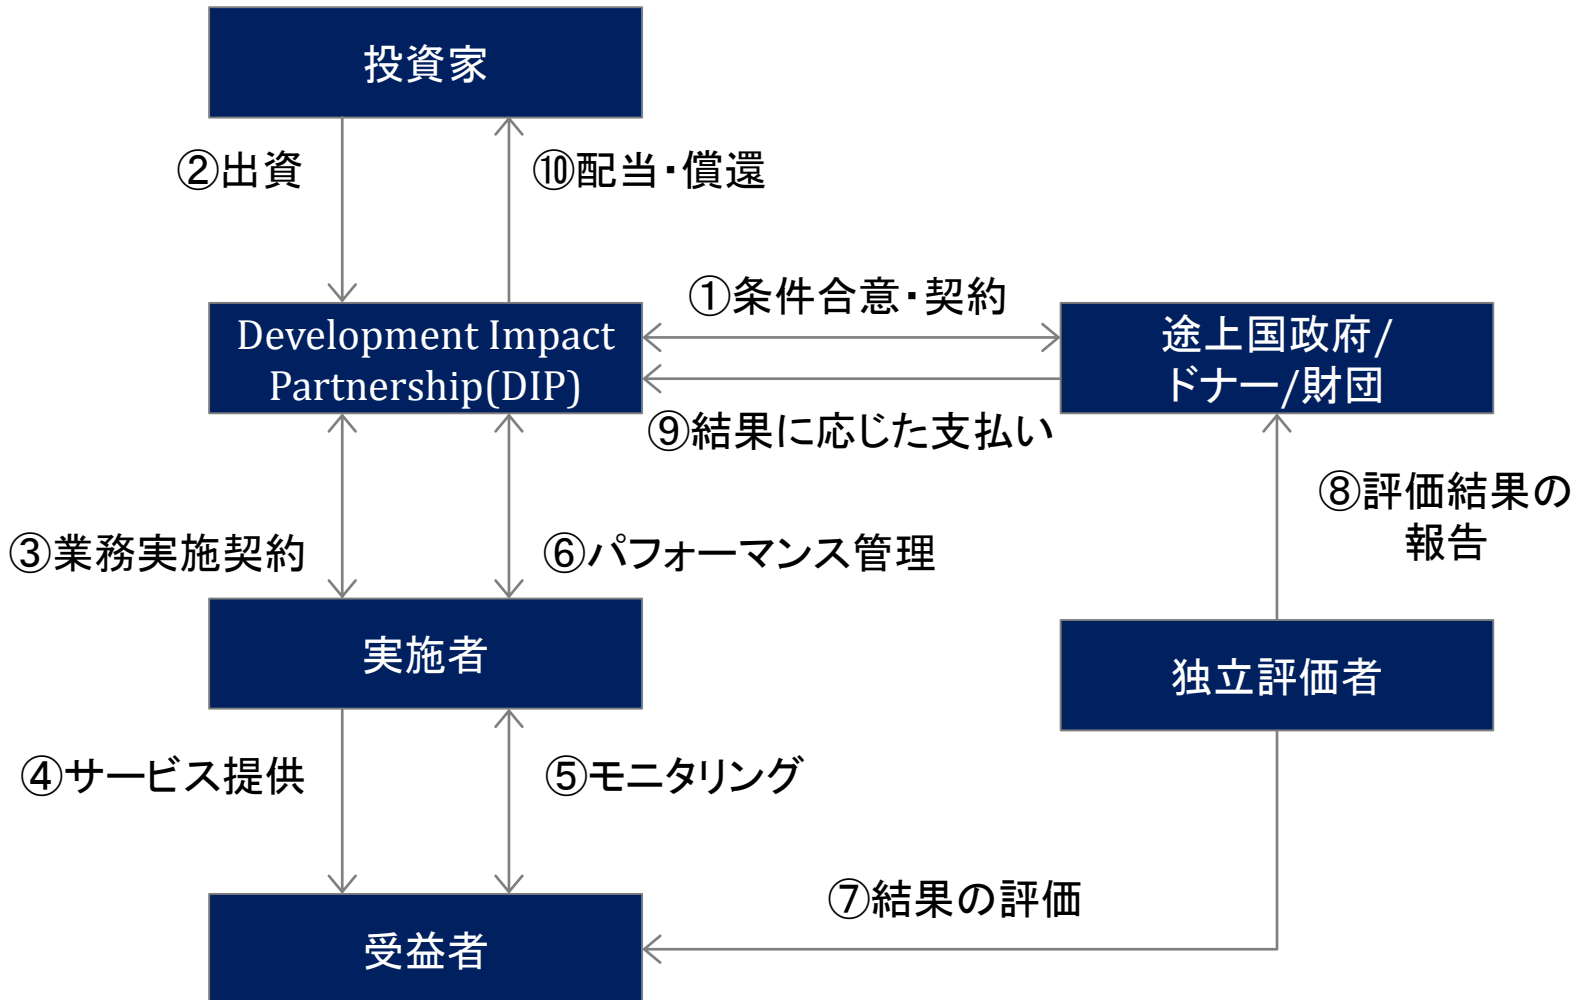 投資家
②出資
⑩配当・償還
①条件合意・契約
Development Impact
Partnership(DIP)
途上国政府/
ドナー/財団
⑨結果に応じた支払い
⑧評価結果の
報告
③業務実施契約
⑥パフォーマンス管理
実施者
独立評価者
④サービス提供
⑤モニタリング
⑦結果の評価
受益者